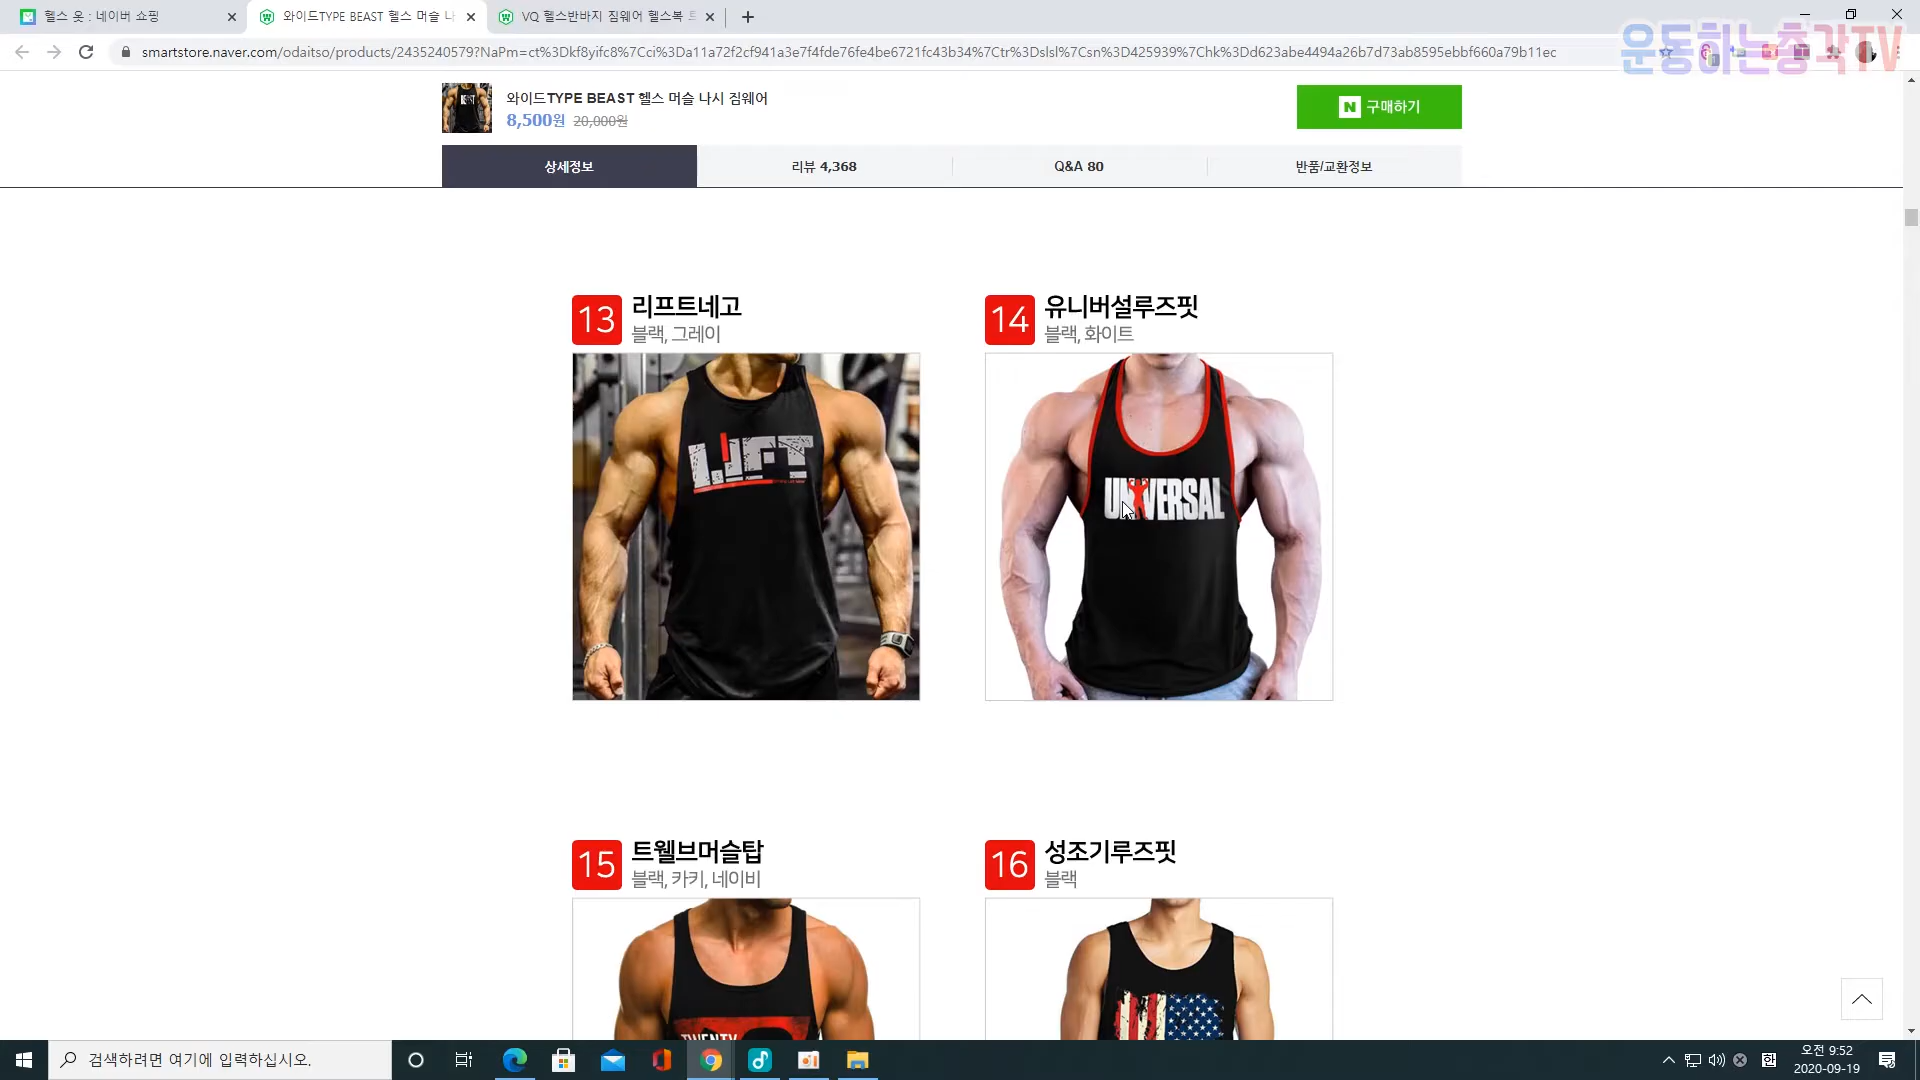 헬스 옷 : 네이버 쇼핑
와이드TYPE BEAST 헬스 머슬 나
VQ 헬스반바지 짐웨어 헬스복 트
smartstore.naver.com/odaitso/products/2435240579?NaPm=ct%3Dkf8yifc8%7Cci%3Da11a72f2cf941a3e7f4fde76fe4be6721fc43b34%7Ctr%3Dslsl%7Csn%3D425939%7Chk%3Dd623abe4494a26b7d73ab8595ebbf660a79b11ec
운동하는총각TV
와이드TYPE BEAST 헬스 머슬 나시 짐웨어
8,500원 20,000원
N 구매하기
상세정보
리뷰 4,368
Q&A 80
반품/교환정보
13 리프트네고
블랙, 그레이
14 유니버설루즈핏
블랙, 화이트
LIFT
UNIVERSAL
15 트웰브머슬탑
블랙, 카키, 네이비
16 성조기루즈핏
블랙
TWENTY
검색하려면 여기에 입력하십시오.
한
오전 9:52
2020-09-19